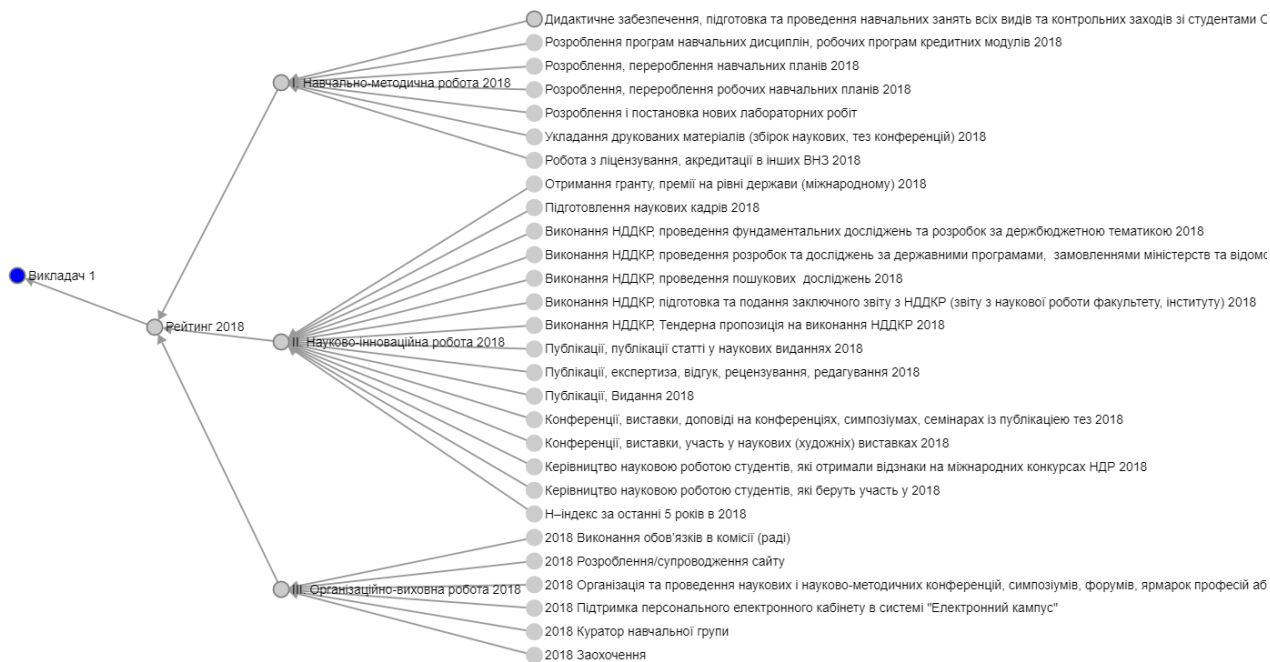 Дидактичне забезпечення, підготовка та проведення навчальних занять всіх видів та контрольних заходів зі студентами
Розроблення програм навчальних дисциплін, робочих програм кредитних модулів 2018
I. Навчально-методична робота 2018
Розроблення, перероблення навчальних планів 2018
Розроблення, перероблення робочих навчальних планів 2018
Розроблення і постановка нових лабораторних робіт
Укладання друкованих матеріалів (збірок наукових, тез конференцій) 2018
Робота з ліцензування, акредитації в інших ВНЗ 2018
Отримання гранту, премії на рівні держави (міжнародному) 2018
Підготовлення наукових кадрів 2018
Виконання НДДКР, проведення фундаментальних досліджень та розробок за держбюджетною тематикою 2018
Виконання НДДКР, проведення розробок та досліджень за державними програмами, замовленнями міністерств та відомс
Викладач 1
Виконання НДДКР, проведення пошукових досліджень 2018
Виконання НДДКР, підготовка та подання заключного звіту з НДДКР (звіту з наукової роботи факультету, інституту) 2018
Рейтинг 2018
Виконання НДДКР, Тендерна пропозиція на виконання НДДКР 2018
II. Науково-інноваційна робота 2018
Публікації, публікації статті у наукових виданнях 2018
Публікації, експертиза, відгук, рецензування, редагування 2018
Публікації, Видання 2018
Конференції, виставки, доповіді на конференціях, симпозіумах, семінарах із публікацією тез 2018
Конференції, виставки, участь у наукових (художніх) виставках 2018
Керівництво науковою роботою студентів, які отримали відзнаки на міжнародних конкурсах НДР 2018
Керівництво науковою роботою студентів, які беруть участь у 2018
Н–індекс за останні 5 років в 2018
2018 Виконання обов’язків в комісії (раді)
2018 Розроблення/супроводження сайту
III. Організаційно-виховна робота 2018
2018 Організація та проведення наукових і науково-методичних конференцій, симпозіумів, форумів, ярмарок професій аб
2018 Підтримка персонального електронного кабінету в системі "Електронний кампус"
2018 Куратор навчальної групи
2018 Заохочення